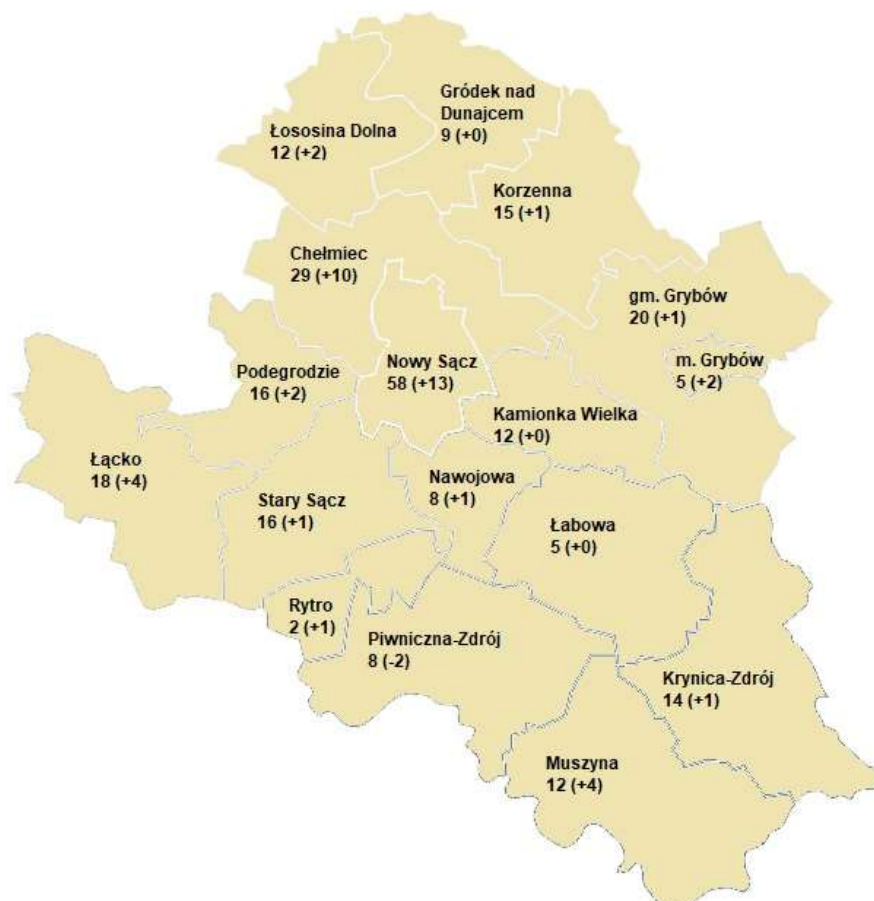 Gródek nad
Dunajcem
9 (+0)
Łososina Dolna
12 (+2)
Korzenna
15 (+1)
Chełmiec
29 (+10)
gm. Grybów
20 (+1)
m. Grybów
5 (+2)
Nowy Sącz
58 (+13)
Podegrodzie
16 (+2)
Kamionka Wielka
12 (+0)
Łącko
18 (+4)
Nawojowa
8 (+1)
Stary Sącz
16 (+1)
Łabowa
5 (+0)
Rytro
2 (+1)
Piwniczna-Zdrój
8 (-2)
Krynica-Zdrój
14 (+1)
Muszyna
12 (+4)